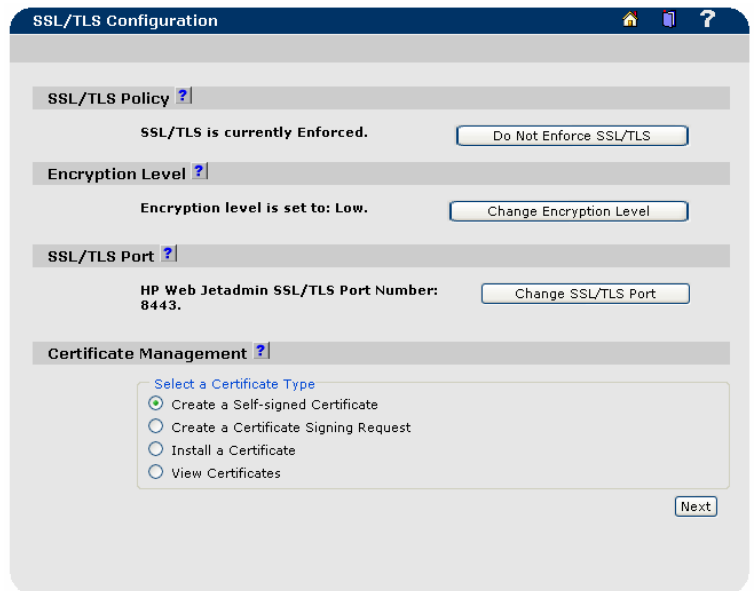 SSL/TLS Configuration
?
SSL/TLS Policy ?
SSL/TLS is currently Enforced.
Do Not Enforce SSL/TLS
Encryption Level ?
Encryption level is set to: Low.
Change Encryption Level
SSL/TLS Port ?
HP Web Jetadmin SSL/TLS Port Number:
8443.
Change SSL/TLS Port
Certificate Management ?
Select a Certificate Type
Create a Self-signed Certificate
Create a Certificate Signing Request
Install a Certificate
View Certificates
Next